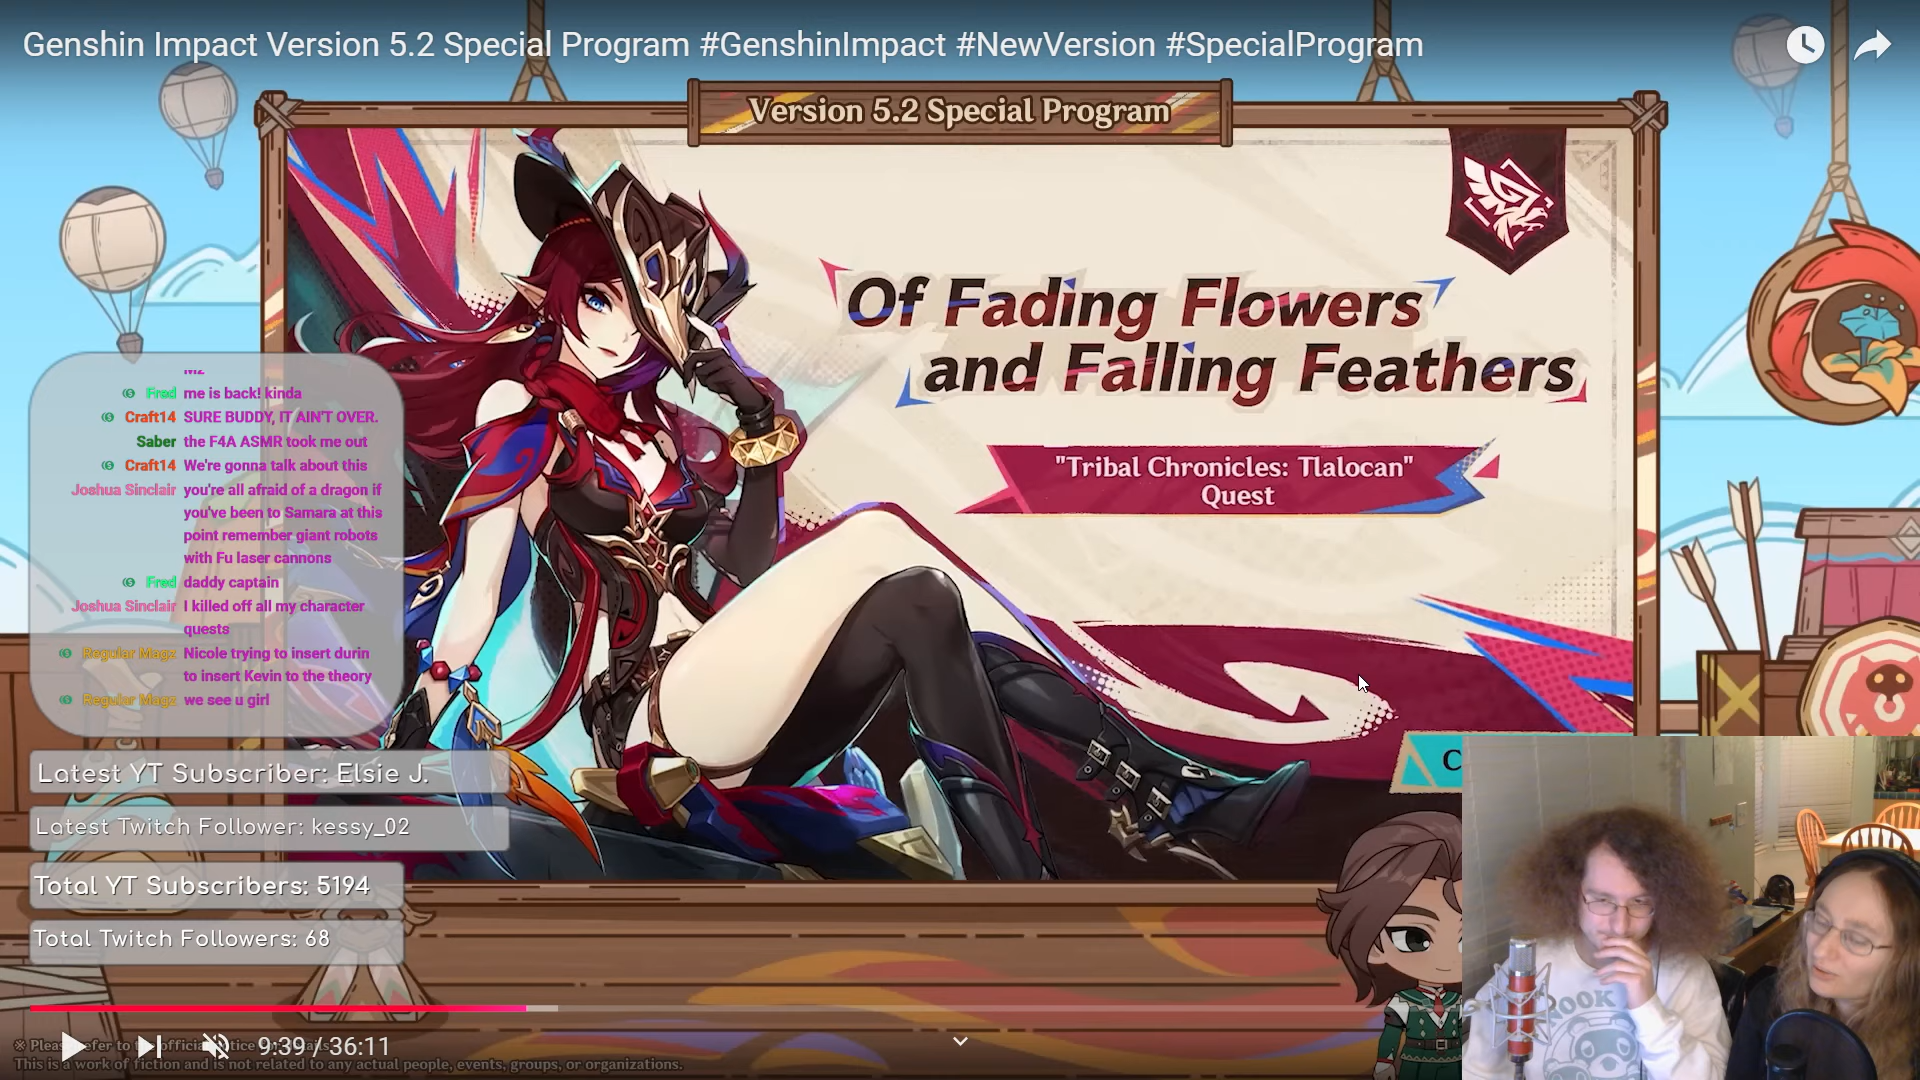 Genshin Impact Version 5.2 Special Program #GenshinImpact #NewVersion #SpecialProgram
Version 5.2 Special Program
Of Fading Flowers
and Falling Feathers
"Tribal Chronicles: Tlalocan"
Quest
C
Fred me is back! kinda
Craft14 SURE BUDDY, IT AIN'T OVER.
Saber the F4A ASMR took me out
Craft14 We're gonna talk about this
Joshua Sinclair you're all afraid of a dragon if
you've been to Samara at this
point remember giant robots
with Fu laser cannons
Fred daddy captain
Joshua Sinclair I killed off all my character
quests
Regular Magz Nicole trying to insert durin
to insert Kevin to the theory
Regular Magz we see u girl
Latest YT Subscriber: Elsie J.
Latest Twitch Follower: kessy_02
Total YT Subscribers: 5194
Total Twitch Followers: 68
9:39 / 36:11
This is a work of fiction and is not related to any actual people, events, groups, or organizations.
ROOK